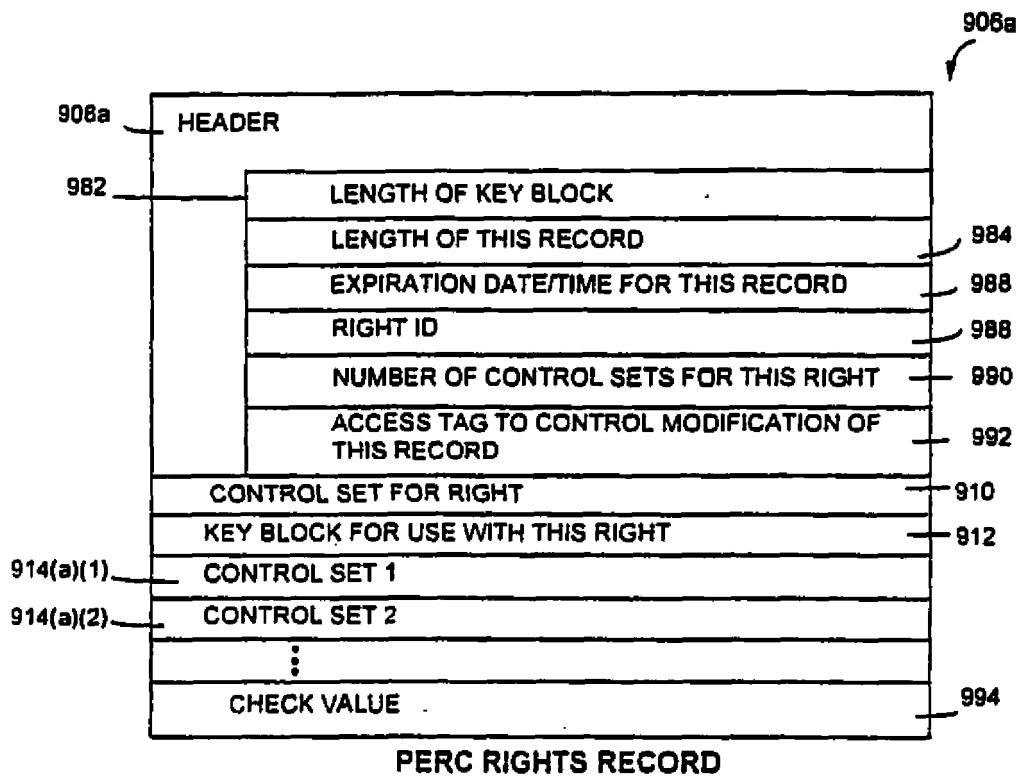 906a
908a HEADER
982 LENGTH OF KEY BLOCK
LENGTH OF THIS RECORD 984
EXPIRATION DATE/TIME FOR THIS RECORD 988
RIGHT ID 988
NUMBER OF CONTROL SETS FOR THIS RIGHT 990
ACCESS TAG TO CONTROL MODIFICATION OF
THIS RECORD 992
CONTROL SET FOR RIGHT 910
KEY BLOCK FOR USE WITH THIS RIGHT 912
914(a)(1) CONTROL SET 1
914(a)(2) CONTROL SET 2
CHECK VALUE 994
PERC RIGHTS RECORD